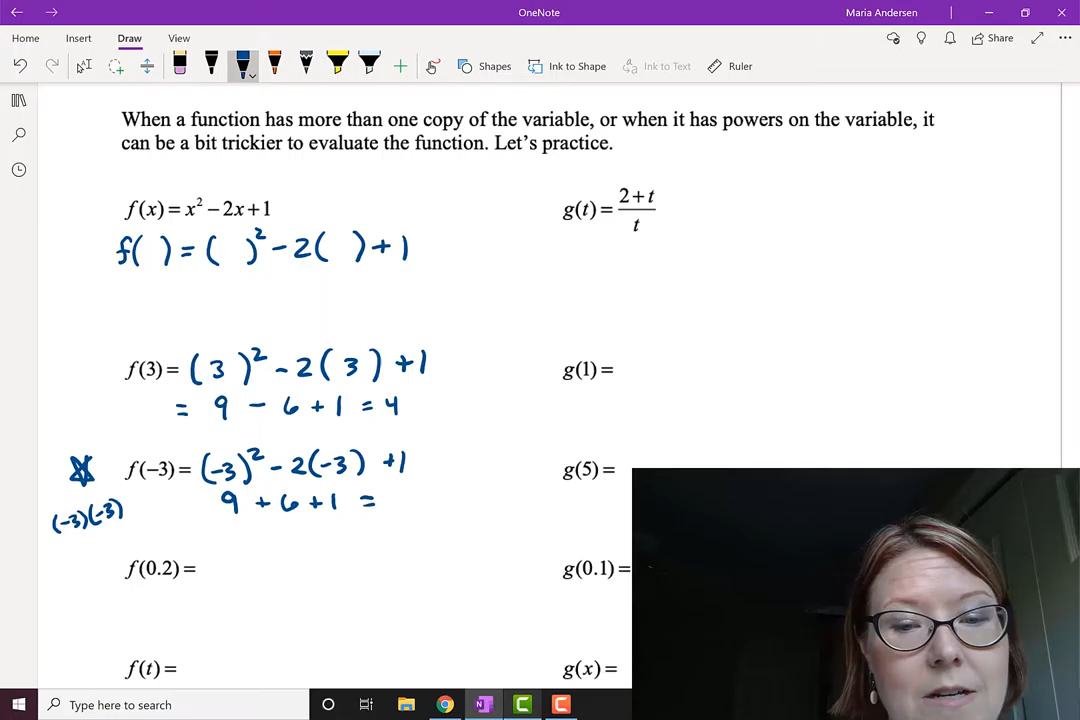 OneNote
Maria Andersen
Home Insert Draw View
Share
Shapes Ink to Shape Ink to Text Ruler
When a function has more than one copy of the variable, or when it has powers on the variable, it
can be a bit trickier to evaluate the function. Let's practice.
f(x) = x² − 2x + 1
g(t) = (2+t)/t
f( ) = ( )² − 2( ) + 1
f(3) = (3)² − 2(3) + 1
= 9 − 6 + 1 = 4
g(1) =
f(−3) = (−3)² − 2(−3) + 1
(−3)(−3)
9 + 6 + 1 =
g(5) =
f(0.2) =
g(0.1) =
f(t) =
g(x) =
Type here to search